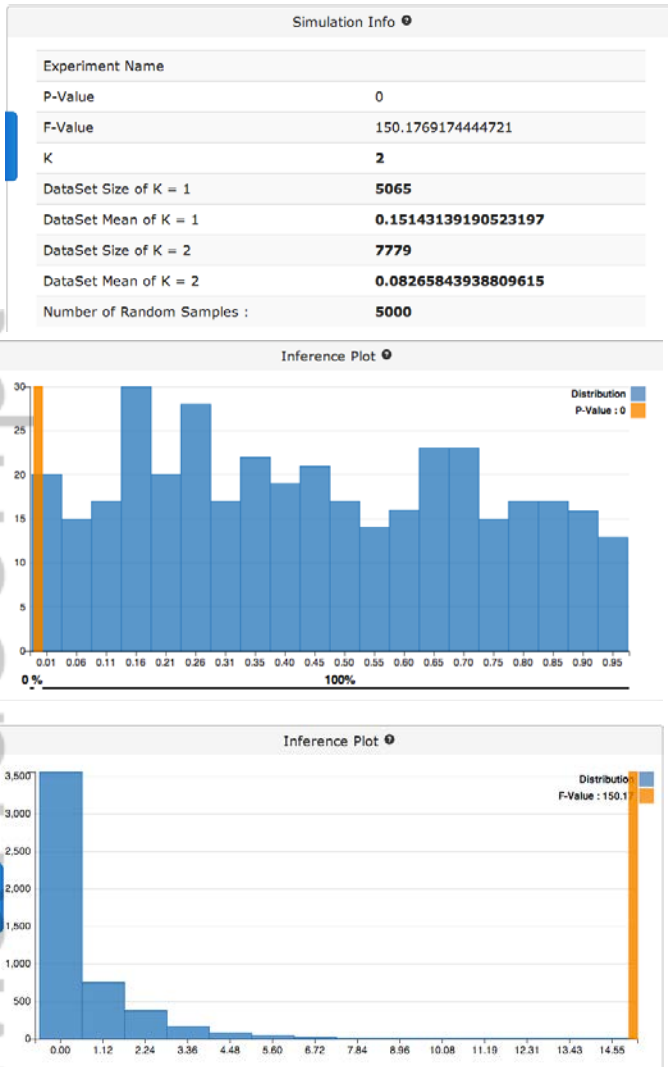 Simulation Info
Experiment Name
P-Value 0
F-Value 150.1769174444721
K 2
DataSet Size of K = 1 5065
DataSet Mean of K = 1 0.15143139190523197
DataSet Size of K = 2 7779
DataSet Mean of K = 2 0.08265843938809615
Number of Random Samples : 5000
Inference Plot
Distribution
P-Value : 0
30
25
20
15
10
5
0
0.01 0.06 0.11 0.16 0.21 0.26 0.31 0.35 0.40 0.45 0.50 0.55 0.60 0.65 0.70 0.75 0.80 0.85 0.90 0.95
0 % 100%
Inference Plot
Distribution
F-Value : 150.17
3,500
3,000
2,500
2,000
1,500
1,000
500
0
0.00 1.12 2.24 3.36 4.48 5.60 6.72 7.84 8.96 10.08 11.19 12.31 13.43 14.55